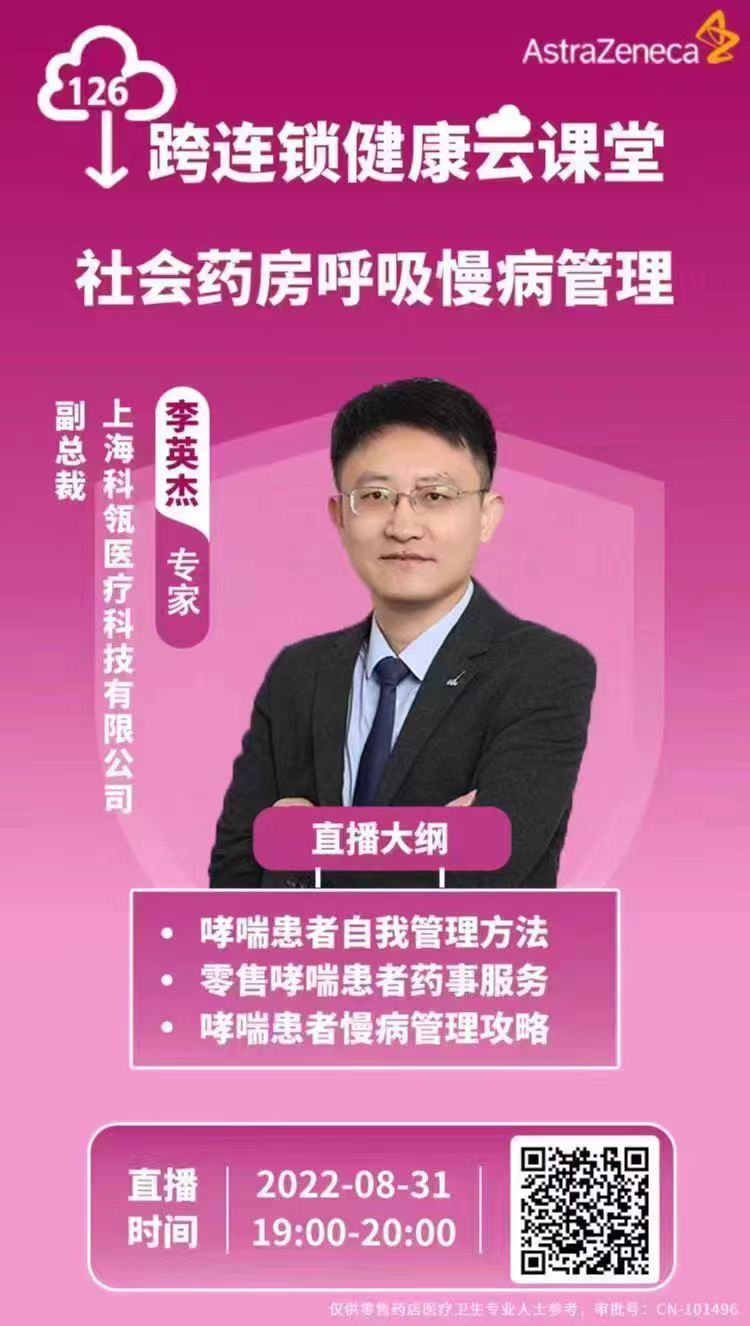 AstraZeneca
126
跨连锁健康云课堂
社会药房呼吸慢病管理
李英杰 专家
上海科瓴医疗科技有限公司
副总裁
直播大纲
• 哮喘患者自我管理方法
• 零售哮喘患者药事服务
• 哮喘患者慢病管理攻略
直播
时间
2022-08-31
19:00-20:00
仅供零售药店医疗卫生专业人士参考，审批号：CN-101496